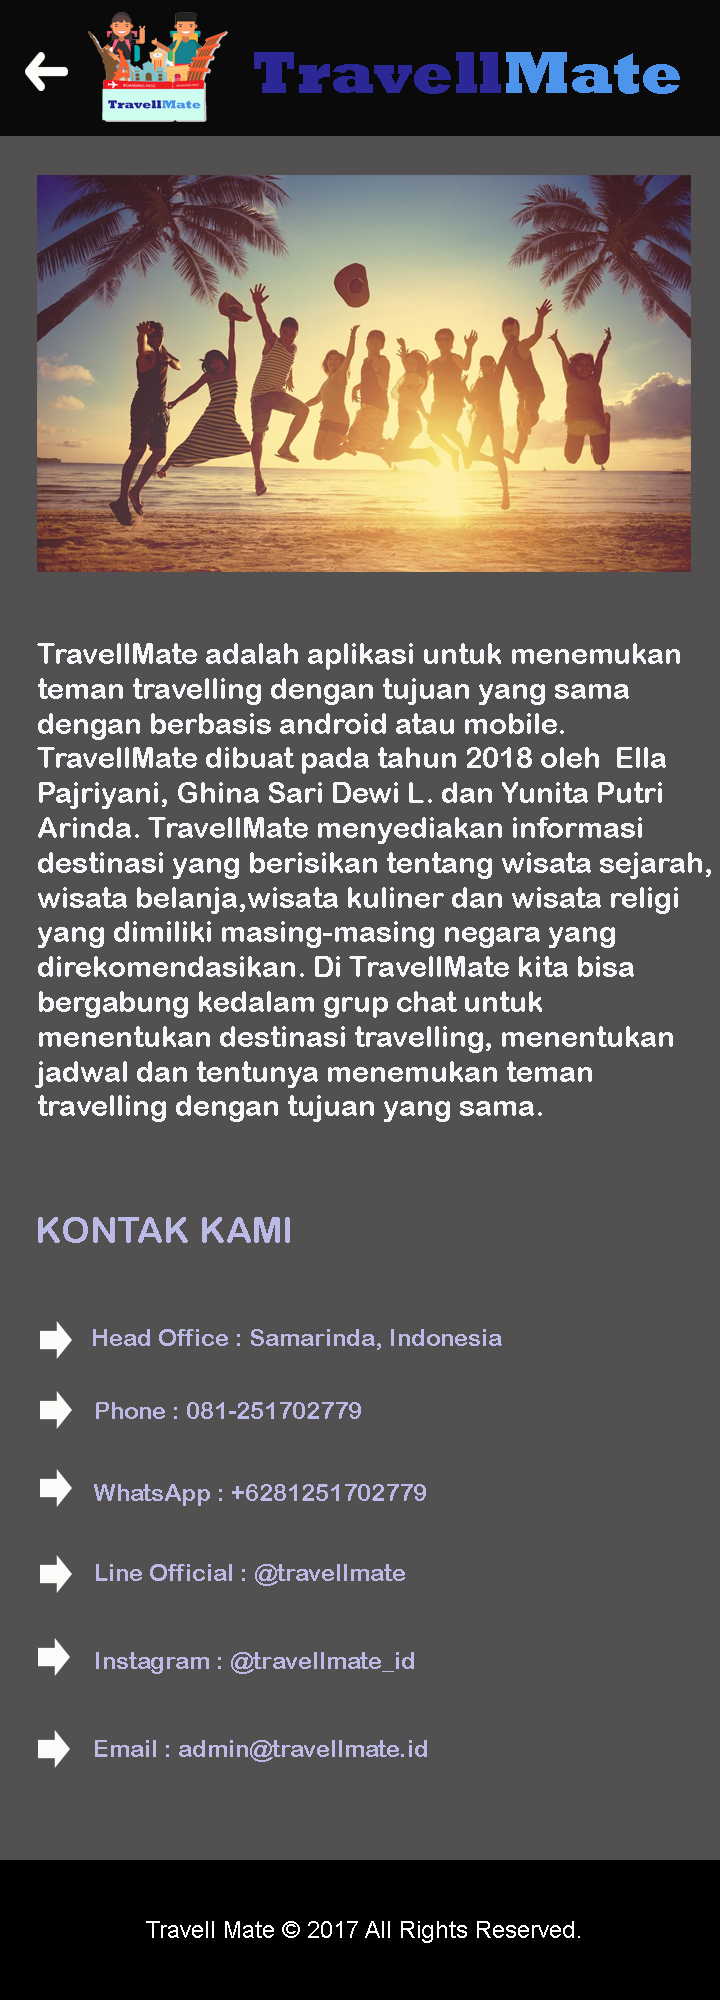 BOARDING PASS
BOARDING PASS
TravellMate
TravellMate
TravellMate adalah aplikasi untuk menemukan
teman travelling dengan tujuan yang sama
dengan berbasis android atau mobile.
TravellMate dibuat pada tahun 2018 oleh  Ella
Pajriyani, Ghina Sari Dewi L. dan Yunita Putri
Arinda. TravellMate menyediakan informasi
destinasi yang berisikan tentang wisata sejarah,
wisata belanja,wisata kuliner dan wisata religi
yang dimiliki masing-masing negara yang
direkomendasikan. Di TravellMate kita bisa
bergabung kedalam grup chat untuk
menentukan destinasi travelling, menentukan
jadwal dan tentunya menemukan teman
travelling dengan tujuan yang sama.
KONTAK KAMI
Head Office : Samarinda, Indonesia
Phone : 081-251702779
WhatsApp : +6281251702779
Line Official : @travellmate
Instagram : @travellmate_id
Email : admin@travellmate.id
Travell Mate © 2017 All Rights Reserved.